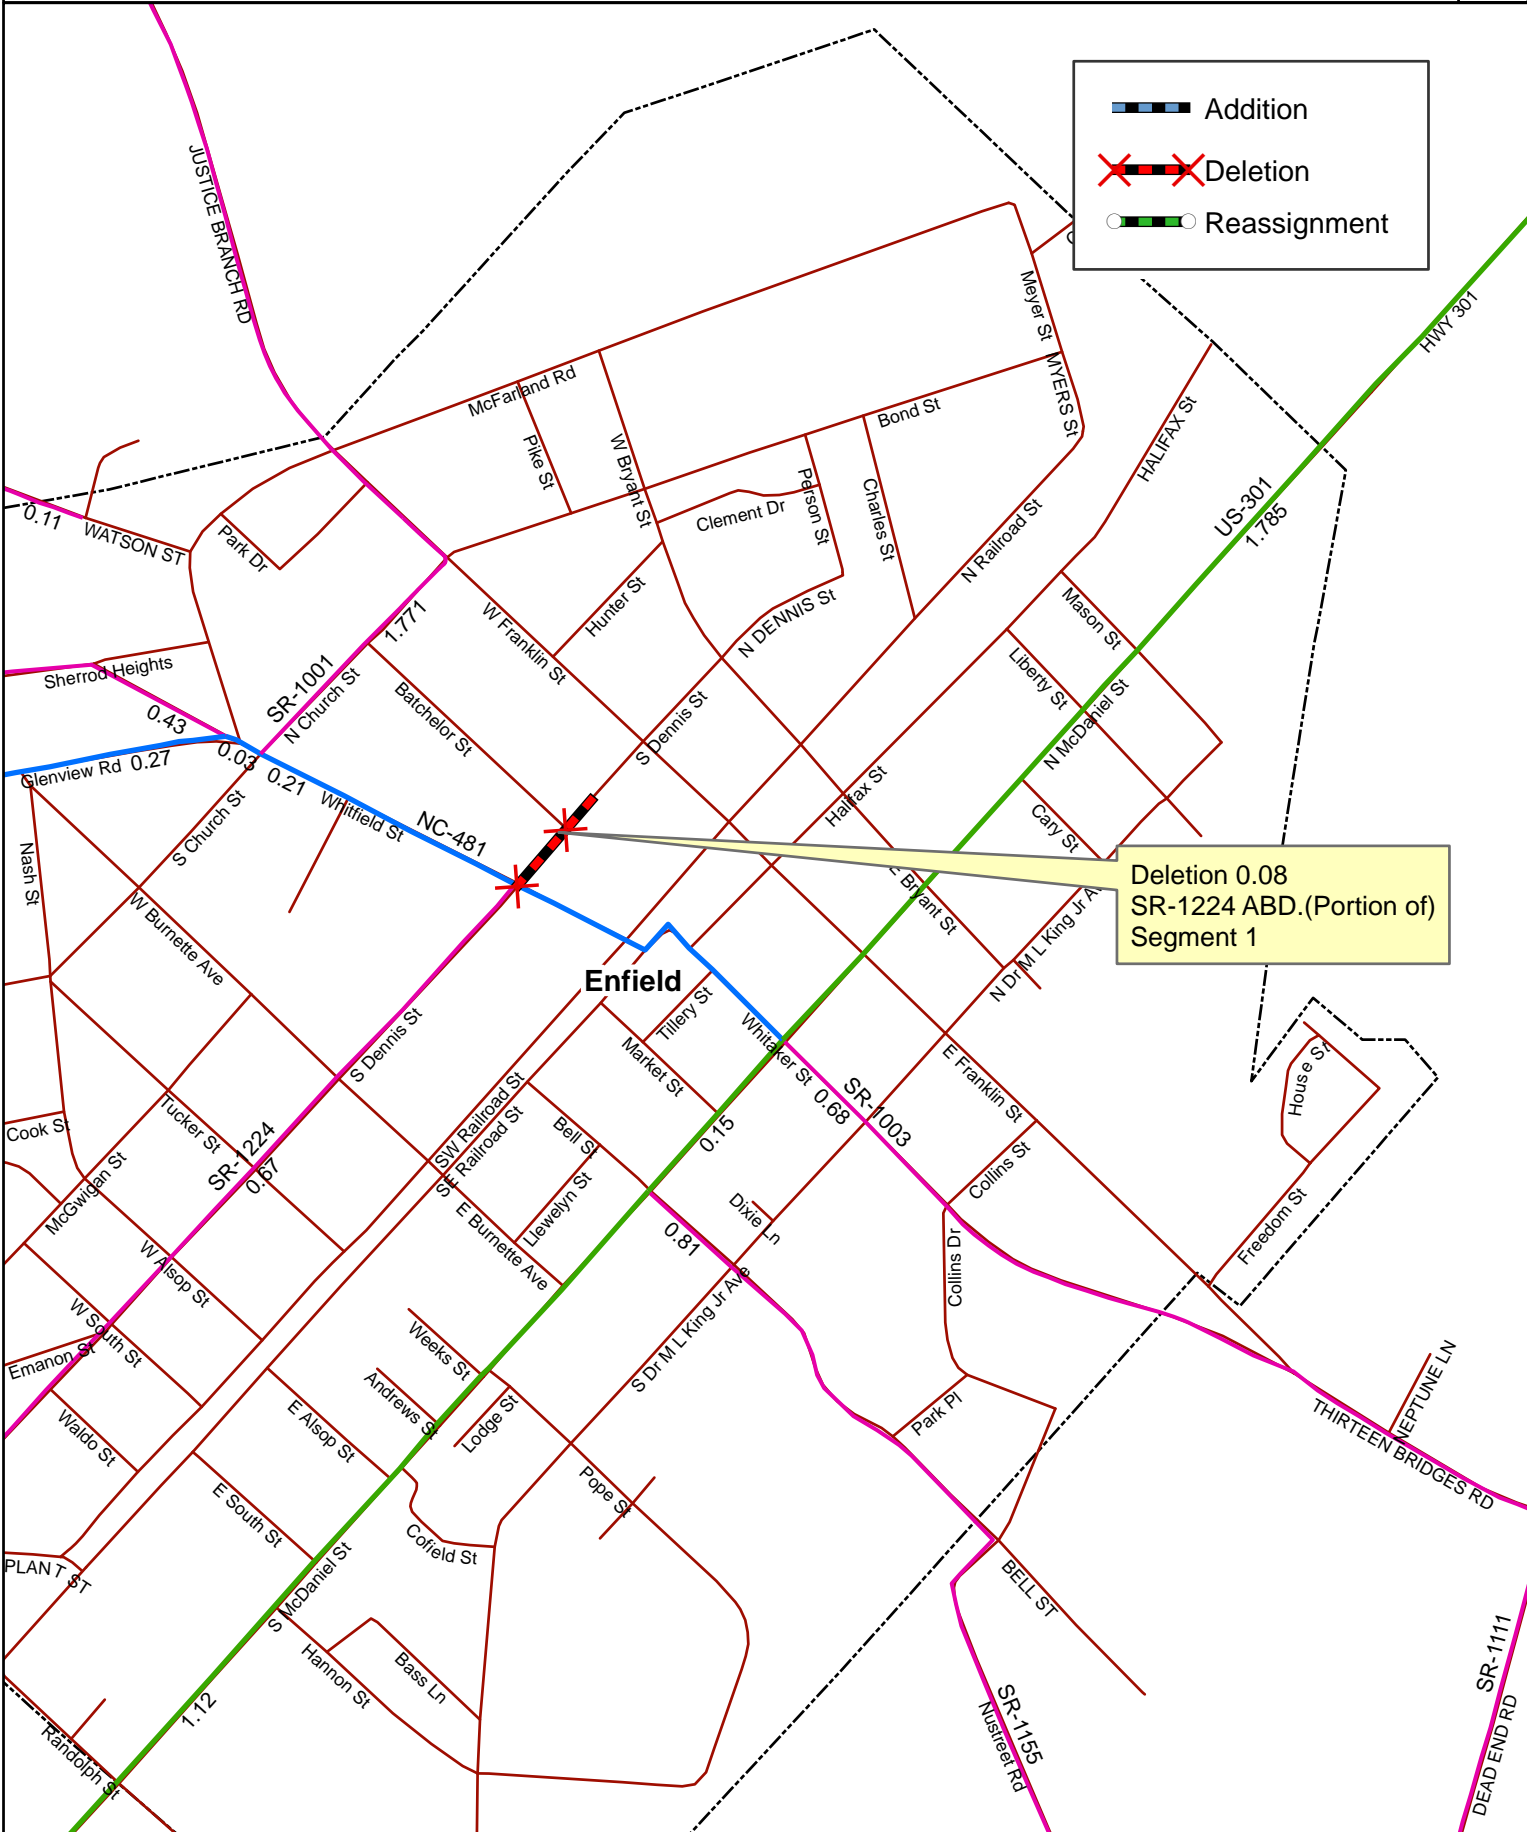 Addition
Deletion
Reassignment
JUSTICE BRANCH RD
HWY 301
Meyer St
MYERS St
McFarland Rd
Bond St
Pike St
W Bryant St
Person St
Charles St
Clement Dr
HALIFAX St
US-301
1.785
0.11
WATSON ST
Park Dr
N Railroad St
Hunter St
N DENNIS St
Mason St
1.771
W Franklin St
Liberty St
Sherrod Heights
SR-1001
N Church St
Batchelor St
S Dennis St
N McDaniel St
0.43
0.03
0.21
Glenview Rd 0.27
Whitfield St
NC-481
Halifax St
Cary St
S Church St
Nash St
Deletion 0.08
SR-1224 ABD.(Portion of)
Segment 1
E Bryant St
N Dr M L King Jr Av
W Burnette Ave
Enfield
Tillery St
Whitaker St
Market St
S Dennis St
E Franklin St
House St
SR-1003
0.68
0.15
Cook St
Tucker St
SW Railroad St
SE Railroad St
Bell St
Collins St
SR-1224
0.67
McGwigan St
Llewelyn St
Dixie Ln
Freedom St
E Burnette Ave
0.81
Collins Dr
W Alsop St
W South St
Emanon St
Weeks St
S Dr M L King Jr Ave
Andrews St
Lodge St
Park Pl
NEPTUNE LN
THIRTEEN BRIDGES RD
Waldo St
E Alsop St
Pope St
E South St
Cofield St
PLANT ST
S McDaniel St
BELL ST
Hannon St
Bass Ln
SR-1111
DEAD END RD
SR-1155
Nustreet Rd
1.12
Randolph St